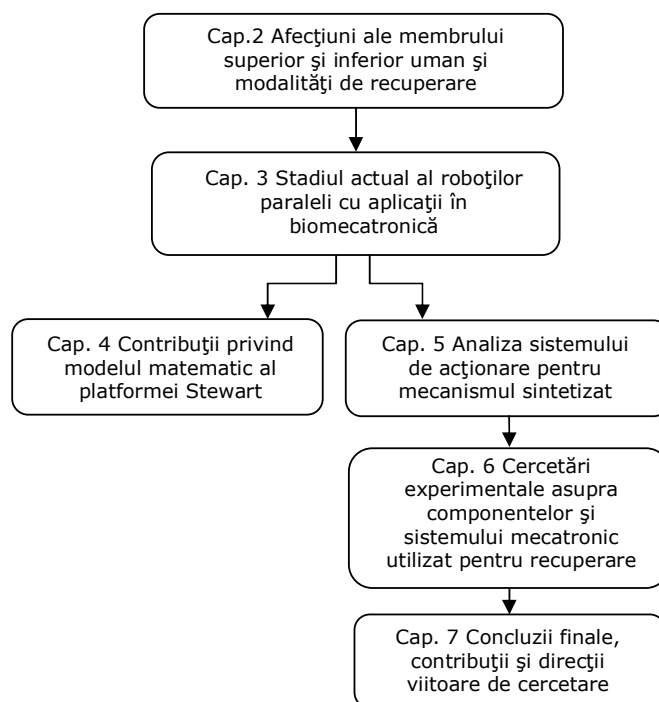 Cap.2 Afecţiuni ale membrului
superior şi inferior uman şi
modalităţi de recuperare
Cap. 3 Stadiul actual al roboţilor
paraleli cu aplicaţii în
biomecatronică
Cap. 4 Contribuţii privind
modelul matematic al
platformei Stewart
Cap. 5 Analiza sistemului
de acţionare pentru
mecanismul sintetizat
Cap. 6 Cercetări
experimentale asupra
componentelor şi
sistemului mecatronic
utilizat pentru recuperare
Cap. 7 Concluzii finale,
contribuţii şi direcţii
viitoare de cercetare